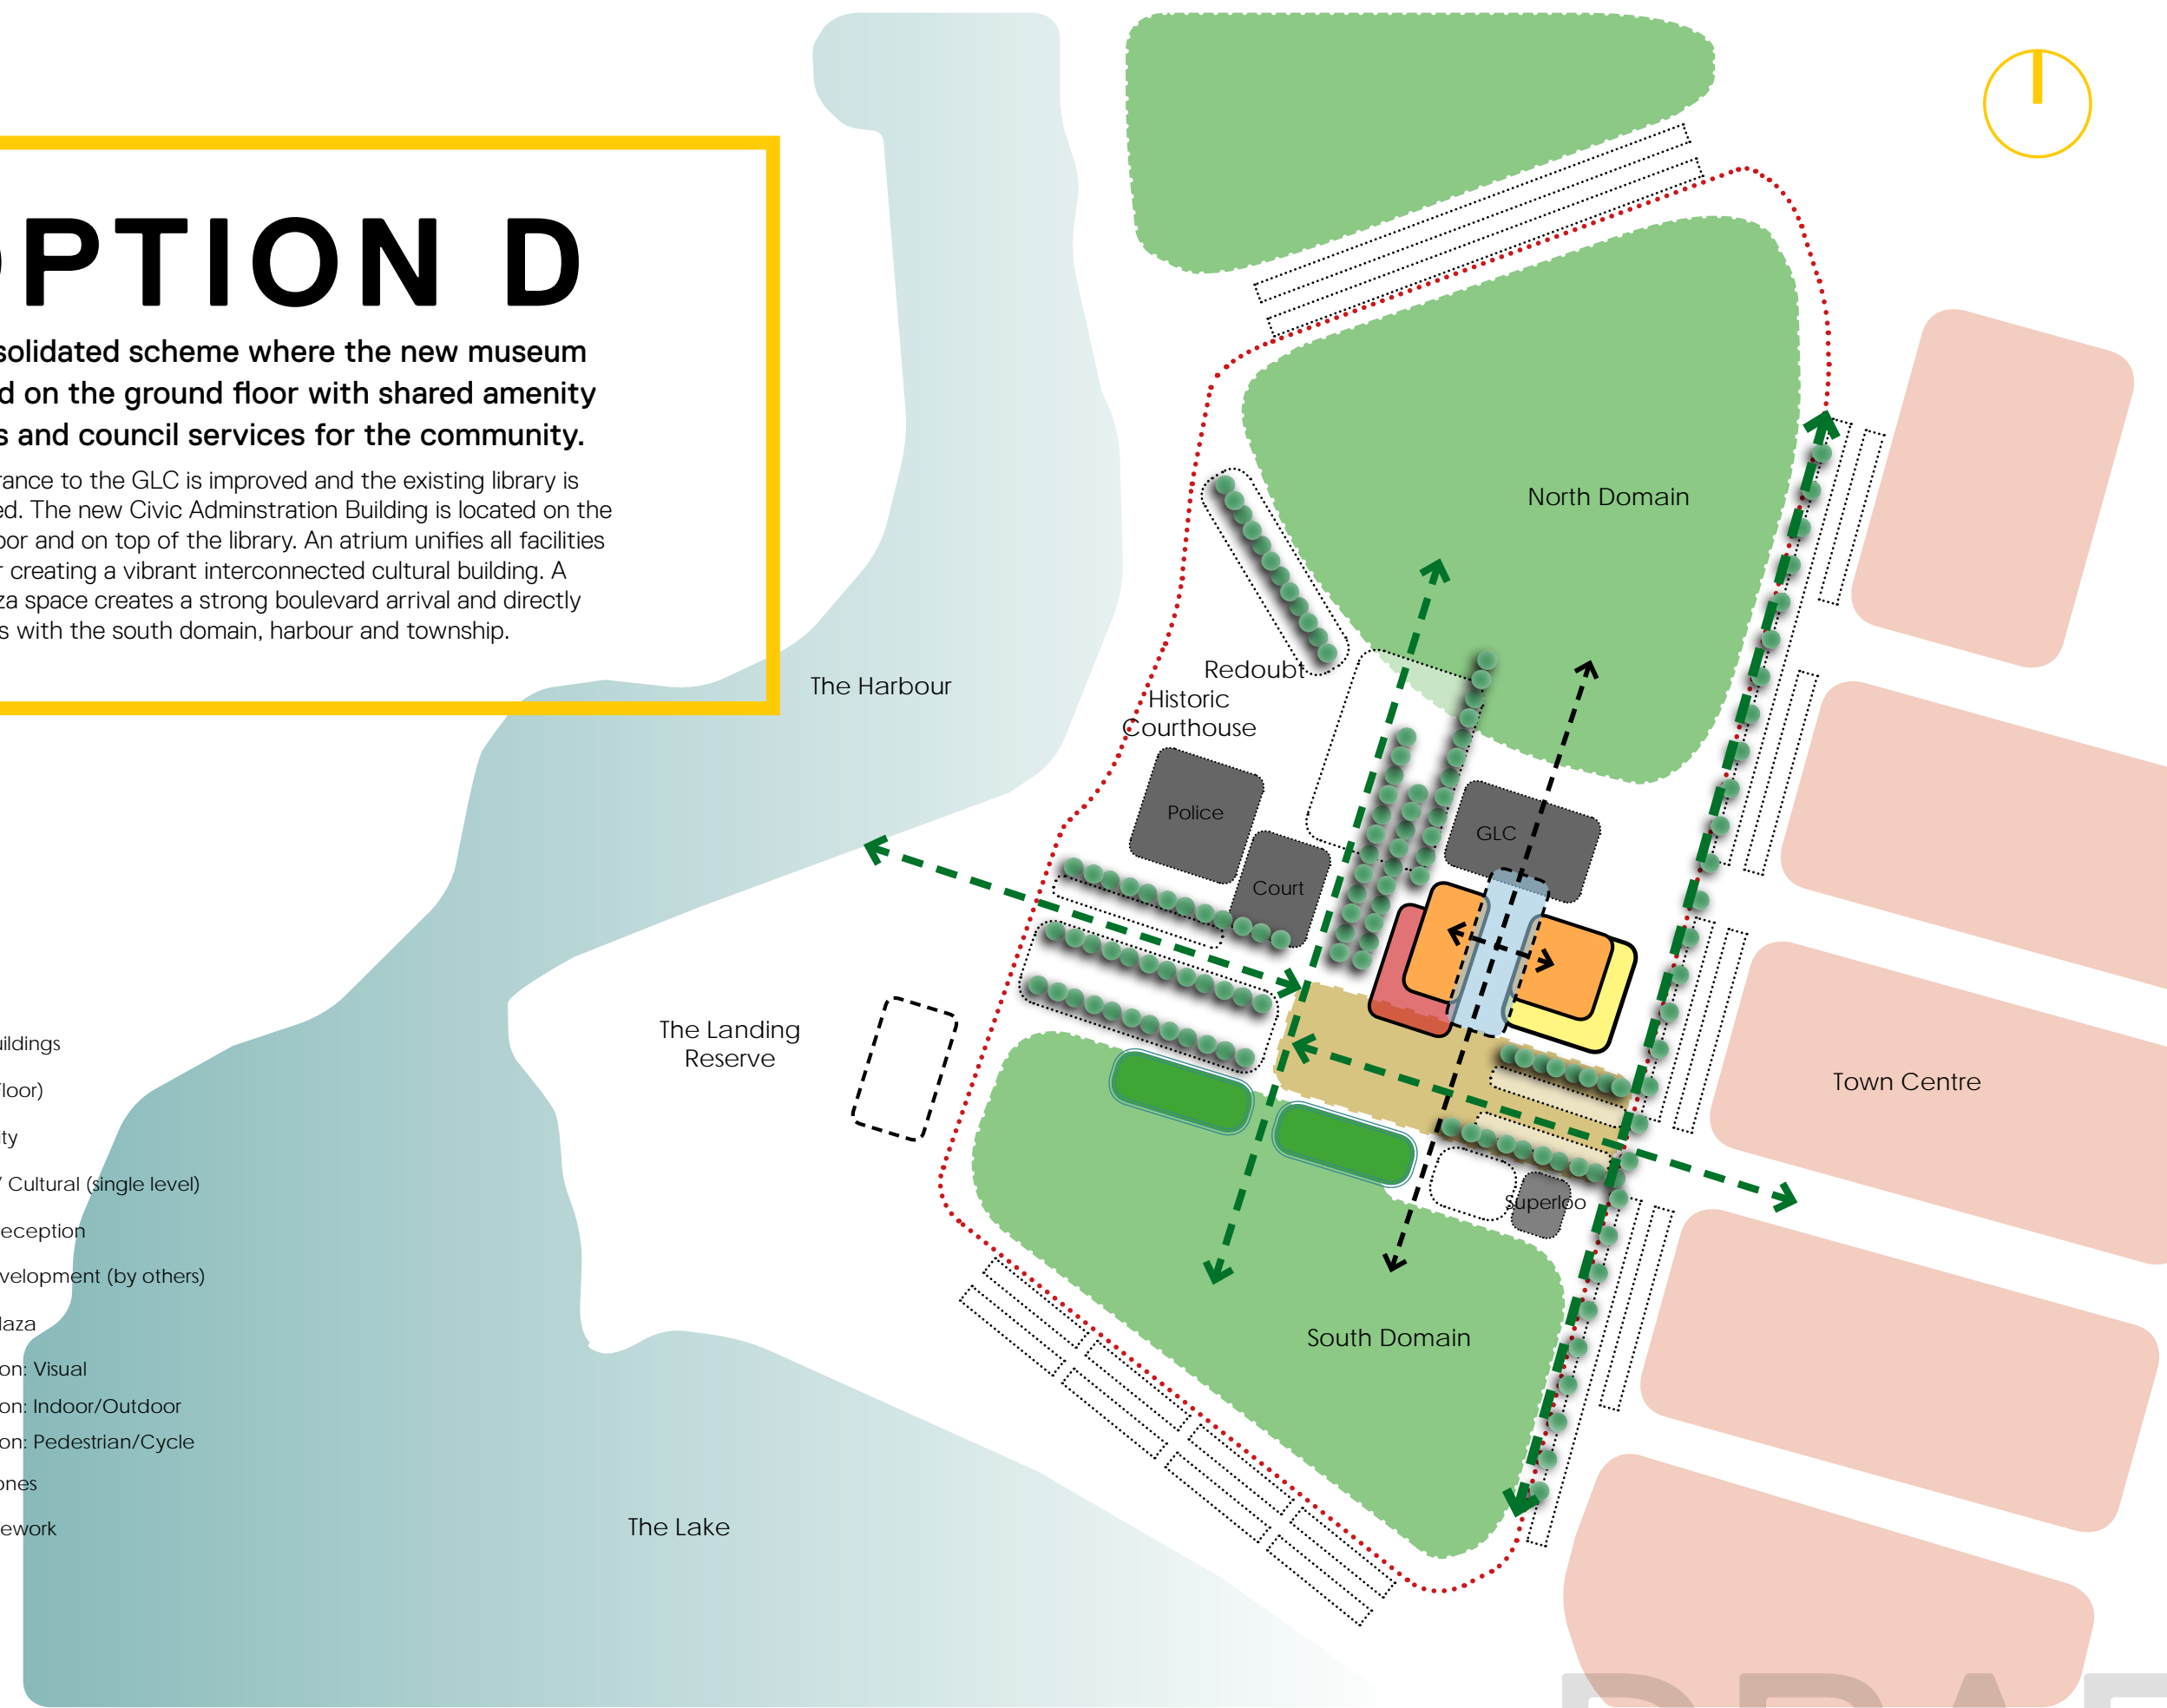 OPTION D
solidated scheme where the new museum
d on the ground floor with shared amenity
s and council services for the community.
rance to the GLC is improved and the existing library is
ed. The new Civic Adminstration Building is located on the
oor and on top of the library. An atrium unifies all facilities
r creating a vibrant interconnected cultural building. A
za space creates a strong boulevard arrival and directly
s with the south domain, harbour and township.
The Harbour
North Domain
Redoubt
Historic
Courthouse
Police
GLC
Court
The Landing
Reserve
Town Centre
Superloo
South Domain
The Lake
uildings
floor)
ity
/ Cultural (single level)
eception
velopment (by others)
laza
on: Visual
on: Indoor/Outdoor
on: Pedestrian/Cycle
ones
ework